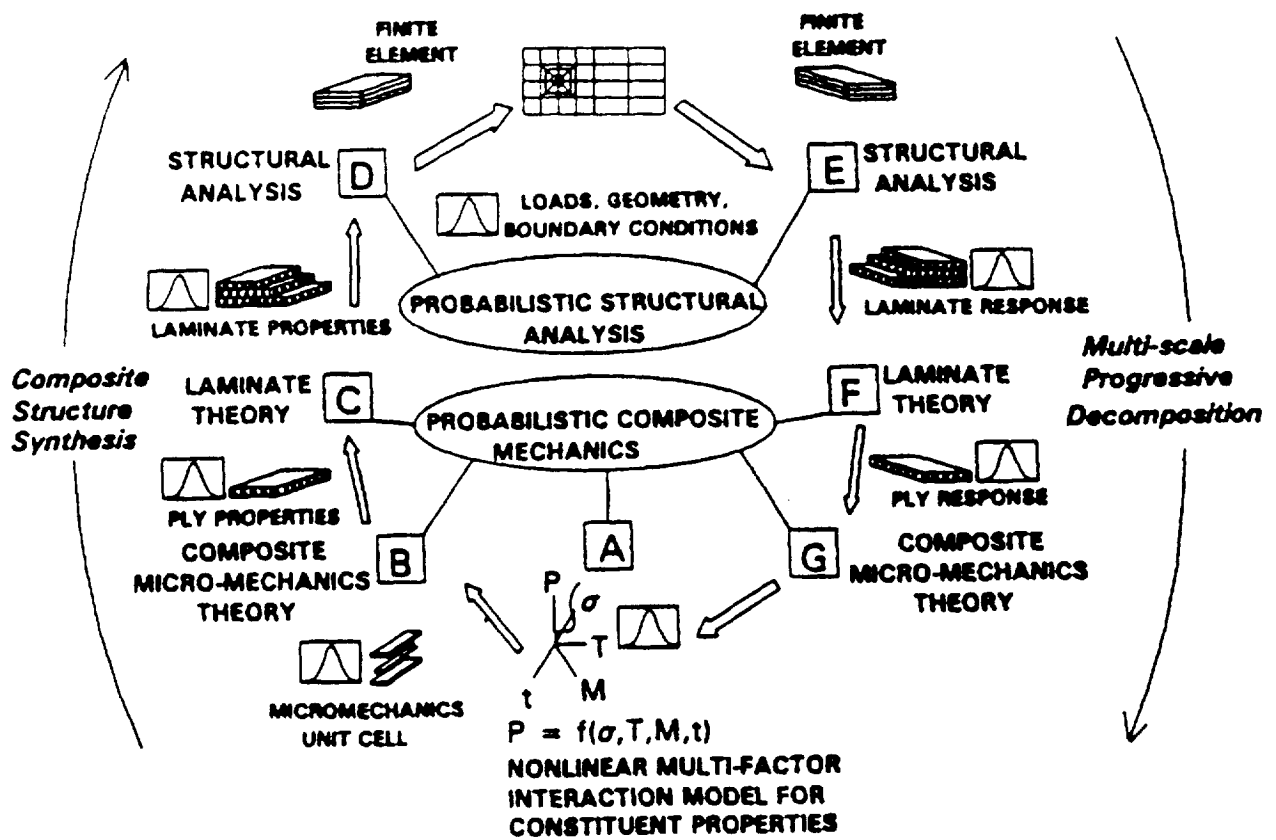 FINITE
ELEMENT
FINITE
ELEMENT
STRUCTURAL
ANALYSIS
D
E
STRUCTURAL
ANALYSIS
LOADS, GEOMETRY,
BOUNDARY CONDITIONS
LAMINATE PROPERTIES
PROBABILISTIC STRUCTURAL
ANALYSIS
LAMINATE RESPONSE
Composite
Structure
Synthesis
LAMINATE
THEORY
C
PROBABILISTIC COMPOSITE
MECHANICS
F
LAMINATE
THEORY
Multi-scale
Progressive
Decomposition
PLY PROPERTIES
PLY RESPONSE
COMPOSITE
MICRO-MECHANICS
THEORY
B
A
G
COMPOSITE
MICRO-MECHANICS
THEORY
P
σ
T
t
M
MICROMECHANICS
UNIT CELL
P = f(σ,T,M,t)
NONLINEAR MULTI-FACTOR
INTERACTION MODEL FOR
CONSTITUENT PROPERTIES